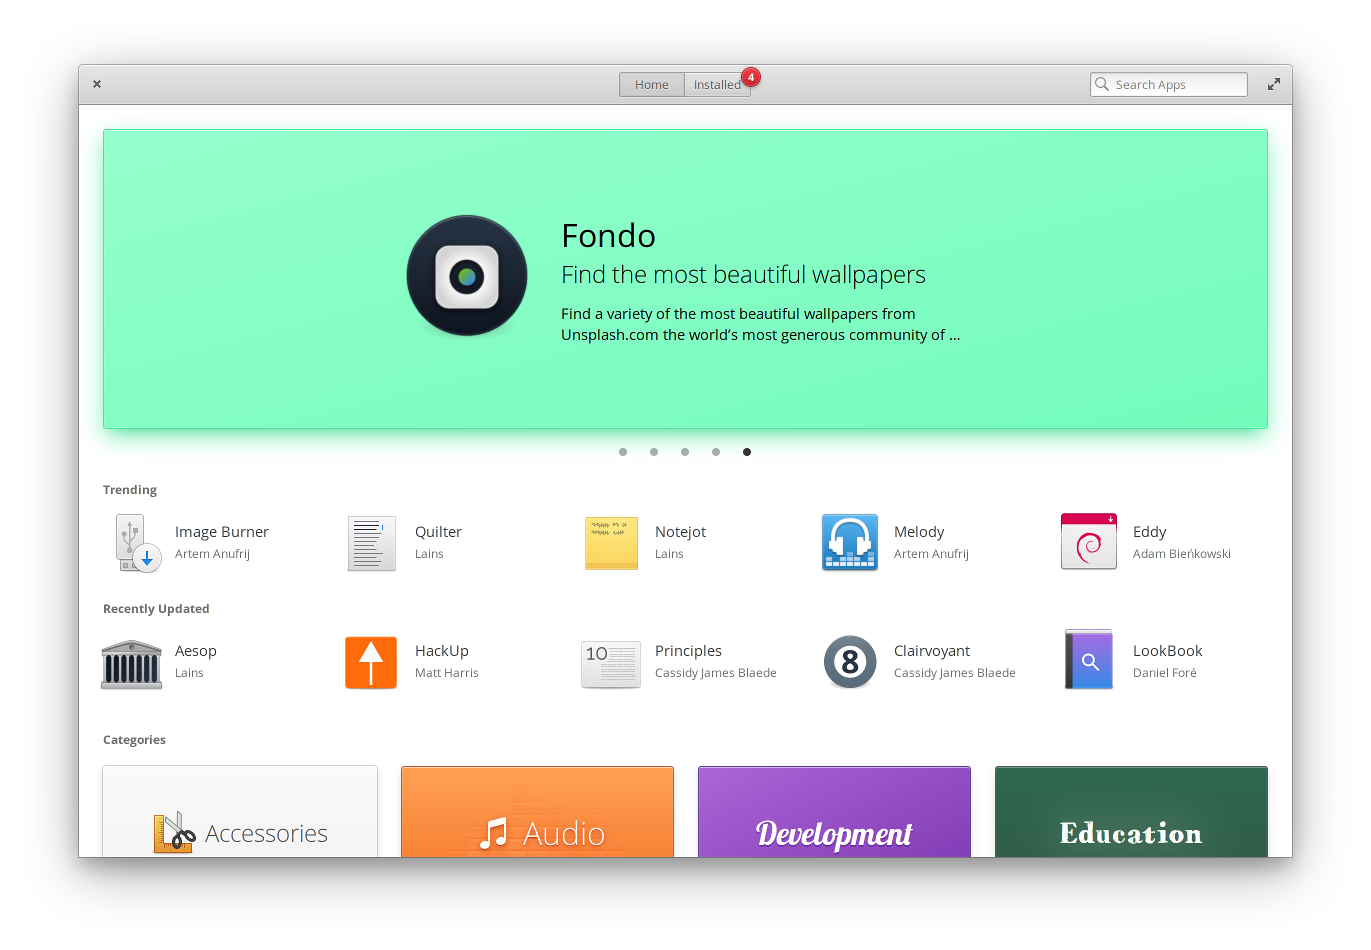 Home
Installed
4
Search Apps
Fondo
Find the most beautiful wallpapers
Find a variety of the most beautiful wallpapers from
Unsplash.com the world's most generous community of ...
Trending
Image Burner
Artem Anufrij
Quilter
Lains
Notejot
Lains
Melody
Artem Anufrij
Eddy
Adam Bieńkowski
Recently Updated
Aesop
Lains
HackUp
Matt Harris
10
Principles
Cassidy James Blaede
8
Clairvoyant
Cassidy James Blaede
LookBook
Daniel Foré
Categories
Accessories
Audio
Development
Education